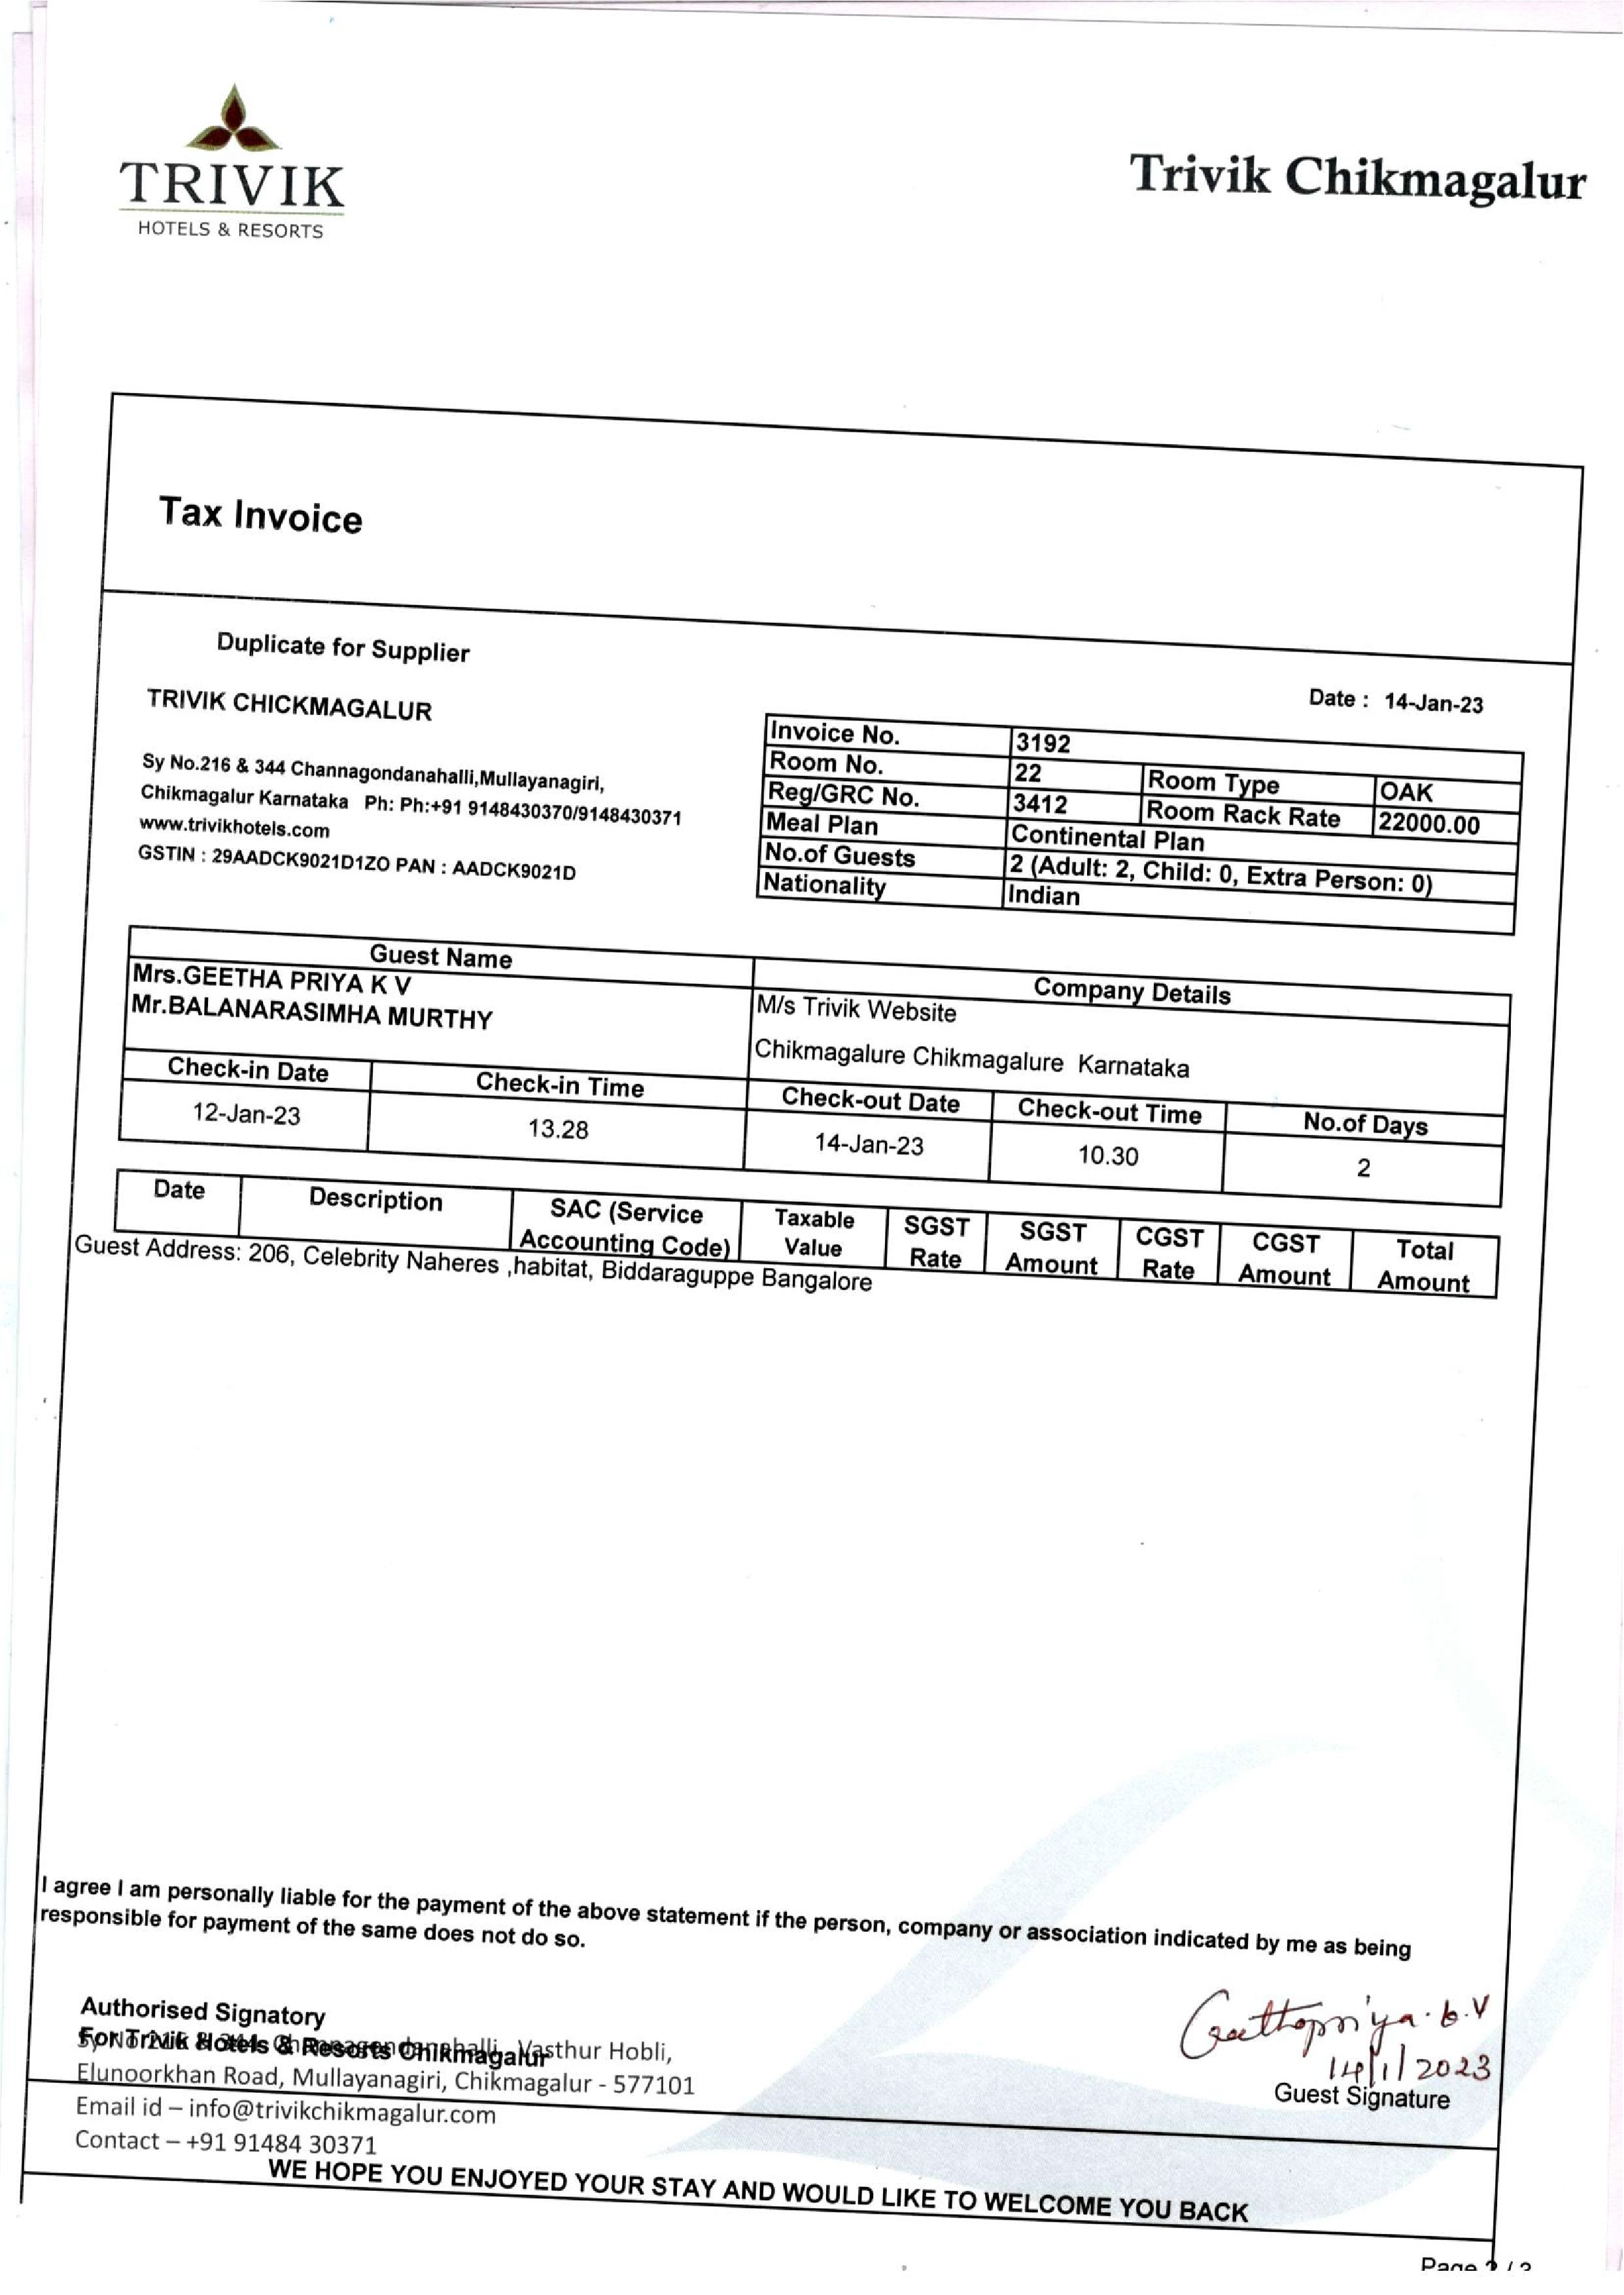 TRIVIK
HOTELS & RESORTS
Trivik Chikmagalur
Tax Invoice
Duplicate for Supplier
Date : 14-Jan-23
TRIVIK CHICKMAGALUR
Sy No.216 & 344 Channagondanahalli,Mullayanagiri,
Chikmagalur Karnataka Ph: Ph:+91 9148430370/9148430371
www.trivikhotels.com
GSTIN : 29AADCK9021D1ZO PAN : AADCK9021D
Invoice No. 3192
Room No. 22 Room Type OAK
Reg/GRC No. 3412 Room Rack Rate 22000.00
Meal Plan Continental Plan
No.of Guests 2 (Adult: 2, Child: 0, Extra Person: 0)
Nationality Indian
Guest Name Company Details
Mrs.GEETHA PRIYA K V M/s Trivik Website
Mr.BALANARASIMHA MURTHY
Chikmagalure Chikmagalure Karnataka
Check-in Date Check-in Time Check-out Date Check-out Time No.of Days
12-Jan-23 13.28 14-Jan-23 10.30 2
Date Description SAC (Service Taxable SGST SGST CGST CGST Total
Accounting Code) Value Rate Amount Rate Amount Amount
Guest Address: 206, Celebrity Naheres ,habitat, Biddaraguppe Bangalore
I agree I am personally liable for the payment of the above statement if the person, company or association indicated by me as being
responsible for payment of the same does not do so.
Authorised Signatory
For Trivik Hotels & Resorts Chikmagalur
Sy No 216 & 344 Channagondanahalli, Vasthur Hobli,
Elunoorkhan Road, Mullayanagiri, Chikmagalur - 577101
Email id – info@trivikchikmagalur.com
Contact – +91 91484 30371
Geethapriya. K.V
14/1/2023
Guest Signature
WE HOPE YOU ENJOYED YOUR STAY AND WOULD LIKE TO WELCOME YOU BACK
Page